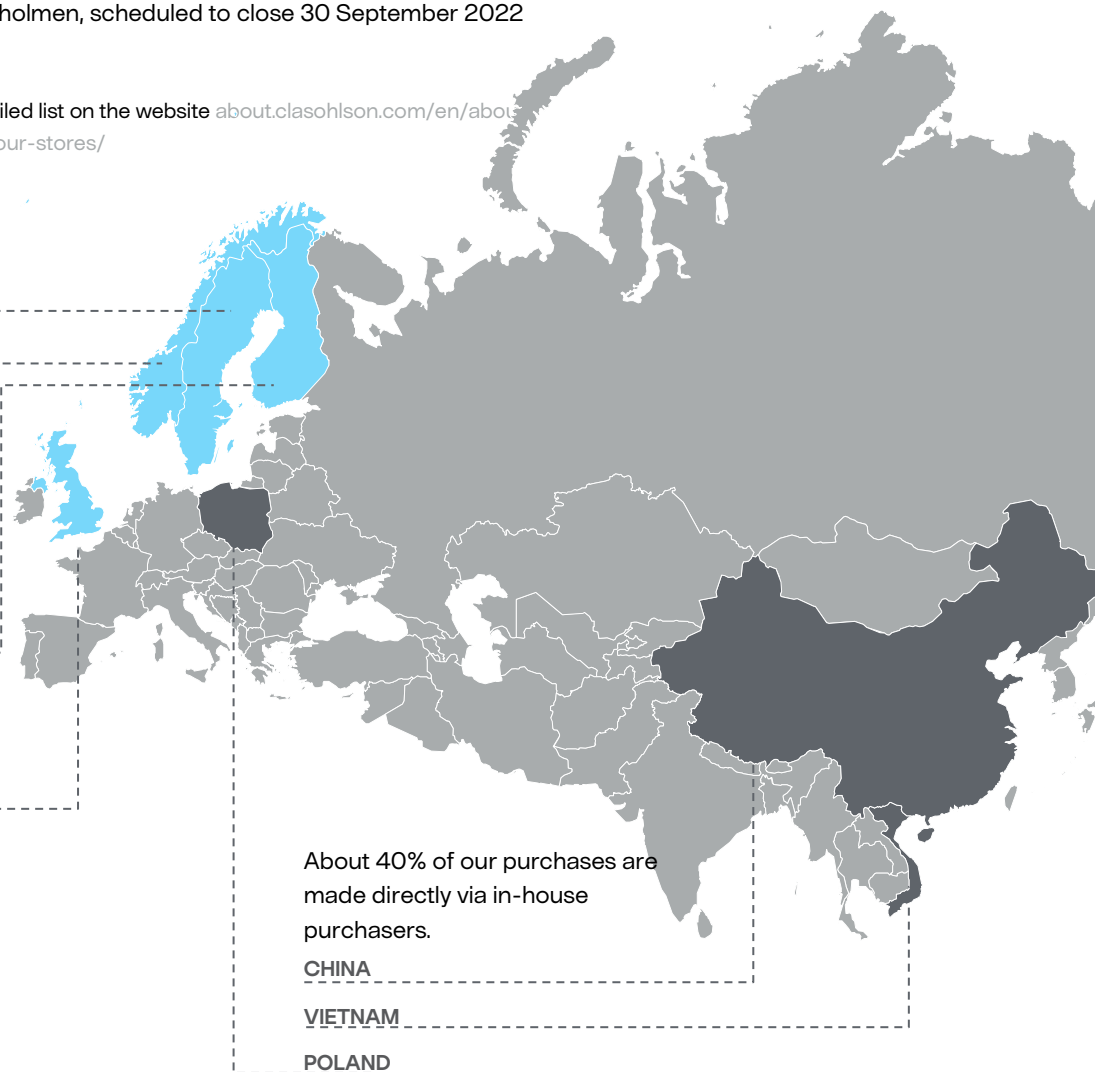 holmen, scheduled to close 30 September 2022
iled list on the website about.clasohlson.com/en/abou
our-stores/
About 40% of our purchases are
made directly via in-house
purchasers.
CHINA
VIETNAM
POLAND